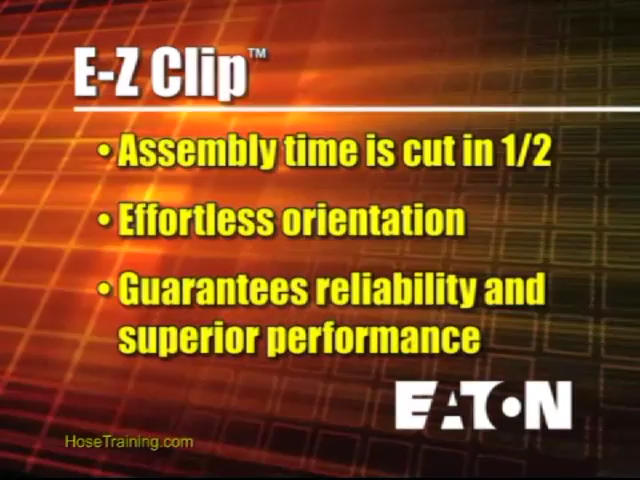 E-Z Clip™
• Assembly time is cut in 1/2
• Effortless orientation
• Guarantees reliability and
superior performance
EATON
HoseTraining.com